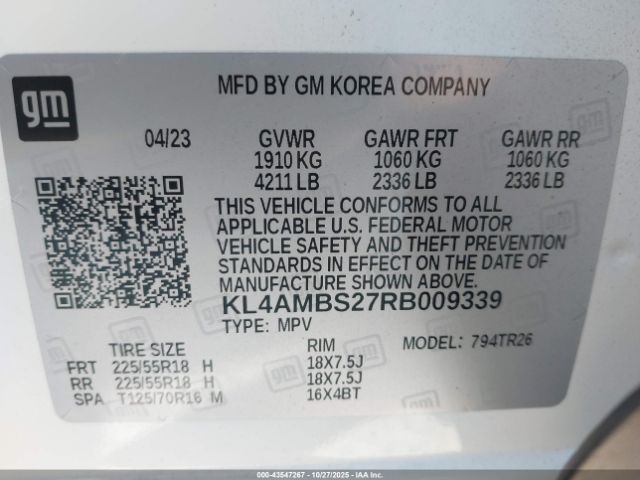 gm
MFD BY GM KOREA COMPANY
04/23 GVWR GAWR FRT GAWR RR
1910 KG 1060 KG 1060 KG
4211 LB 2336 LB 2336 LB
THIS VEHICLE CONFORMS TO ALL
APPLICABLE U.S. FEDERAL MOTOR
VEHICLE SAFETY AND THEFT PREVENTION
STANDARDS IN EFFECT ON THE DATE OF
MANUFACTURE SHOWN ABOVE.
KL4AMBS27RB009339
TYPE: MPV MODEL: 794TR26
TIRE SIZE RIM
FRT 225/55R18 H 18X7.5J
RR 225/55R18 H 18X7.5J
SPA T125/70R16 M 16X4BT
000-43547267 - 10/27/2025 - COPYRIGHT IAA, LLC